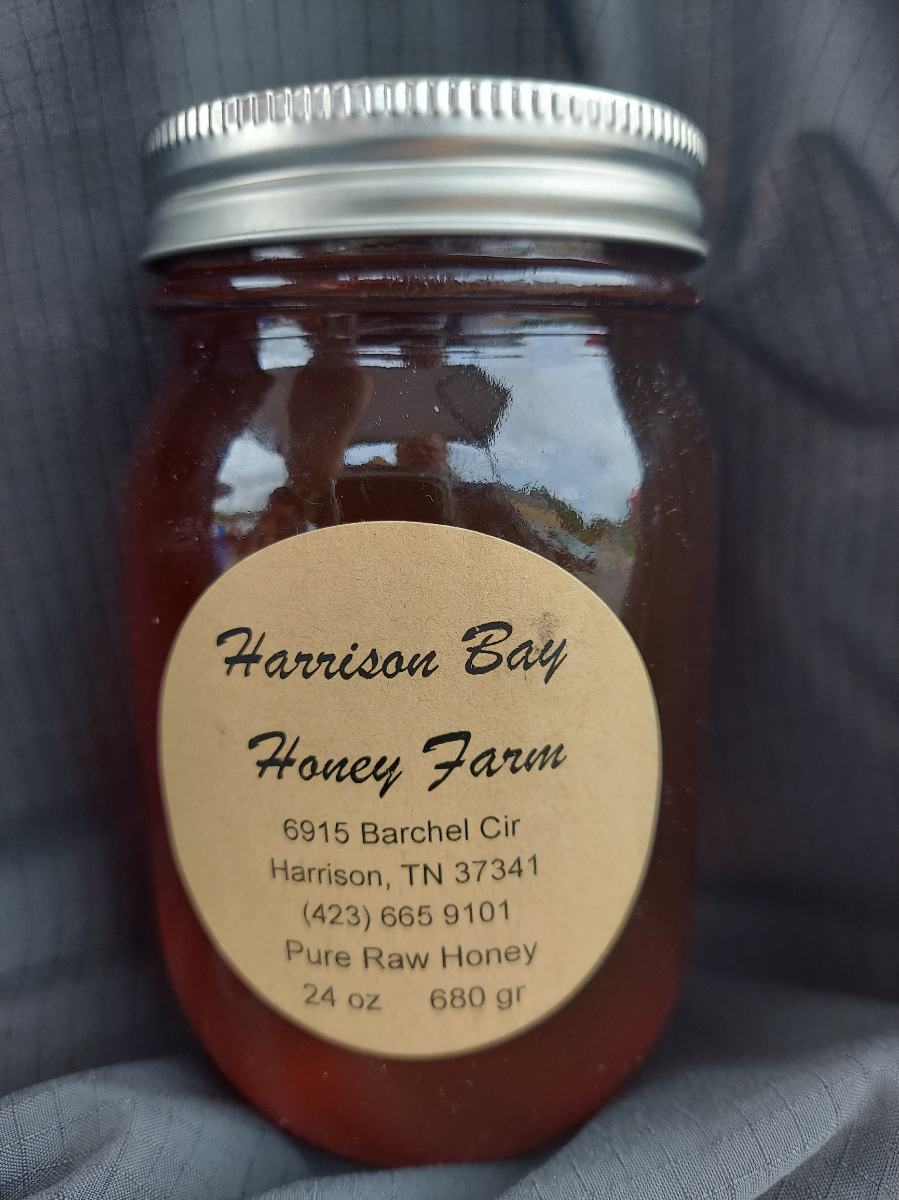 Harrison Bay
Honey Farm
6915 Barchel Cir
Harrison, TN 37341
(423) 665 9101
Pure Raw Honey
24 oz 680 gr